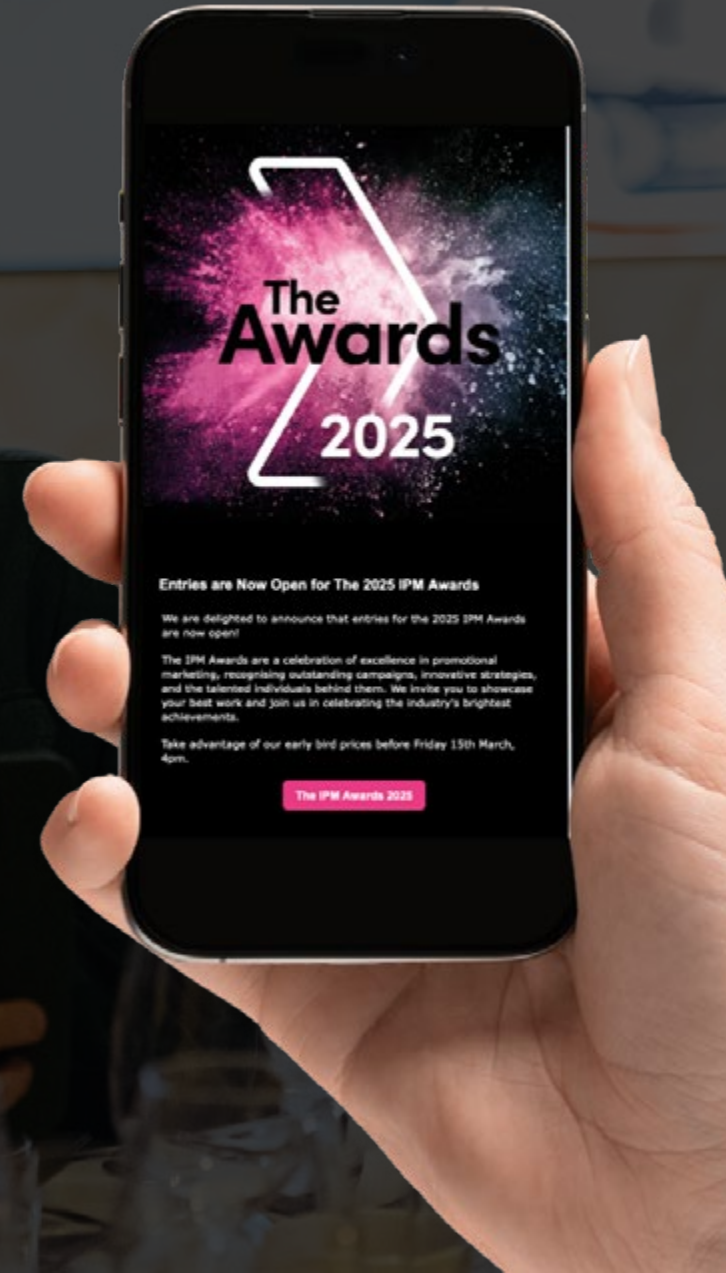 The
Awards
2025
Entries are Now Open for The 2025 IPM Awards
We are delighted to announce that entries for the 2025 IPM Awards
are now open!
The IPM Awards are a celebration of excellence in promotional
marketing, recognising outstanding campaigns, innovative strategies,
and the talented individuals behind them. We invite you to showcase
your best work and join us in celebrating the industry's brightest
achievements.
Take advantage of our early bird prices before Friday 15th March,
4pm.
The IPM Awards 2025